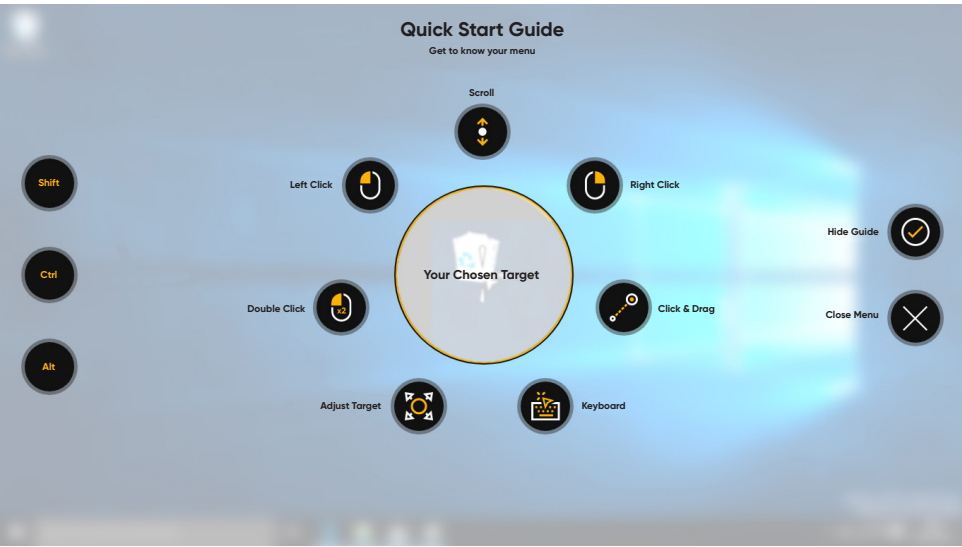 Quick Start Guide
Get to know your menu
Scroll
Left Click
Right Click
Shift
Hide Guide
Ctrl
Your Chosen Target
Double Click
x2
Click & Drag
Close Menu
Alt
Adjust Target
Keyboard